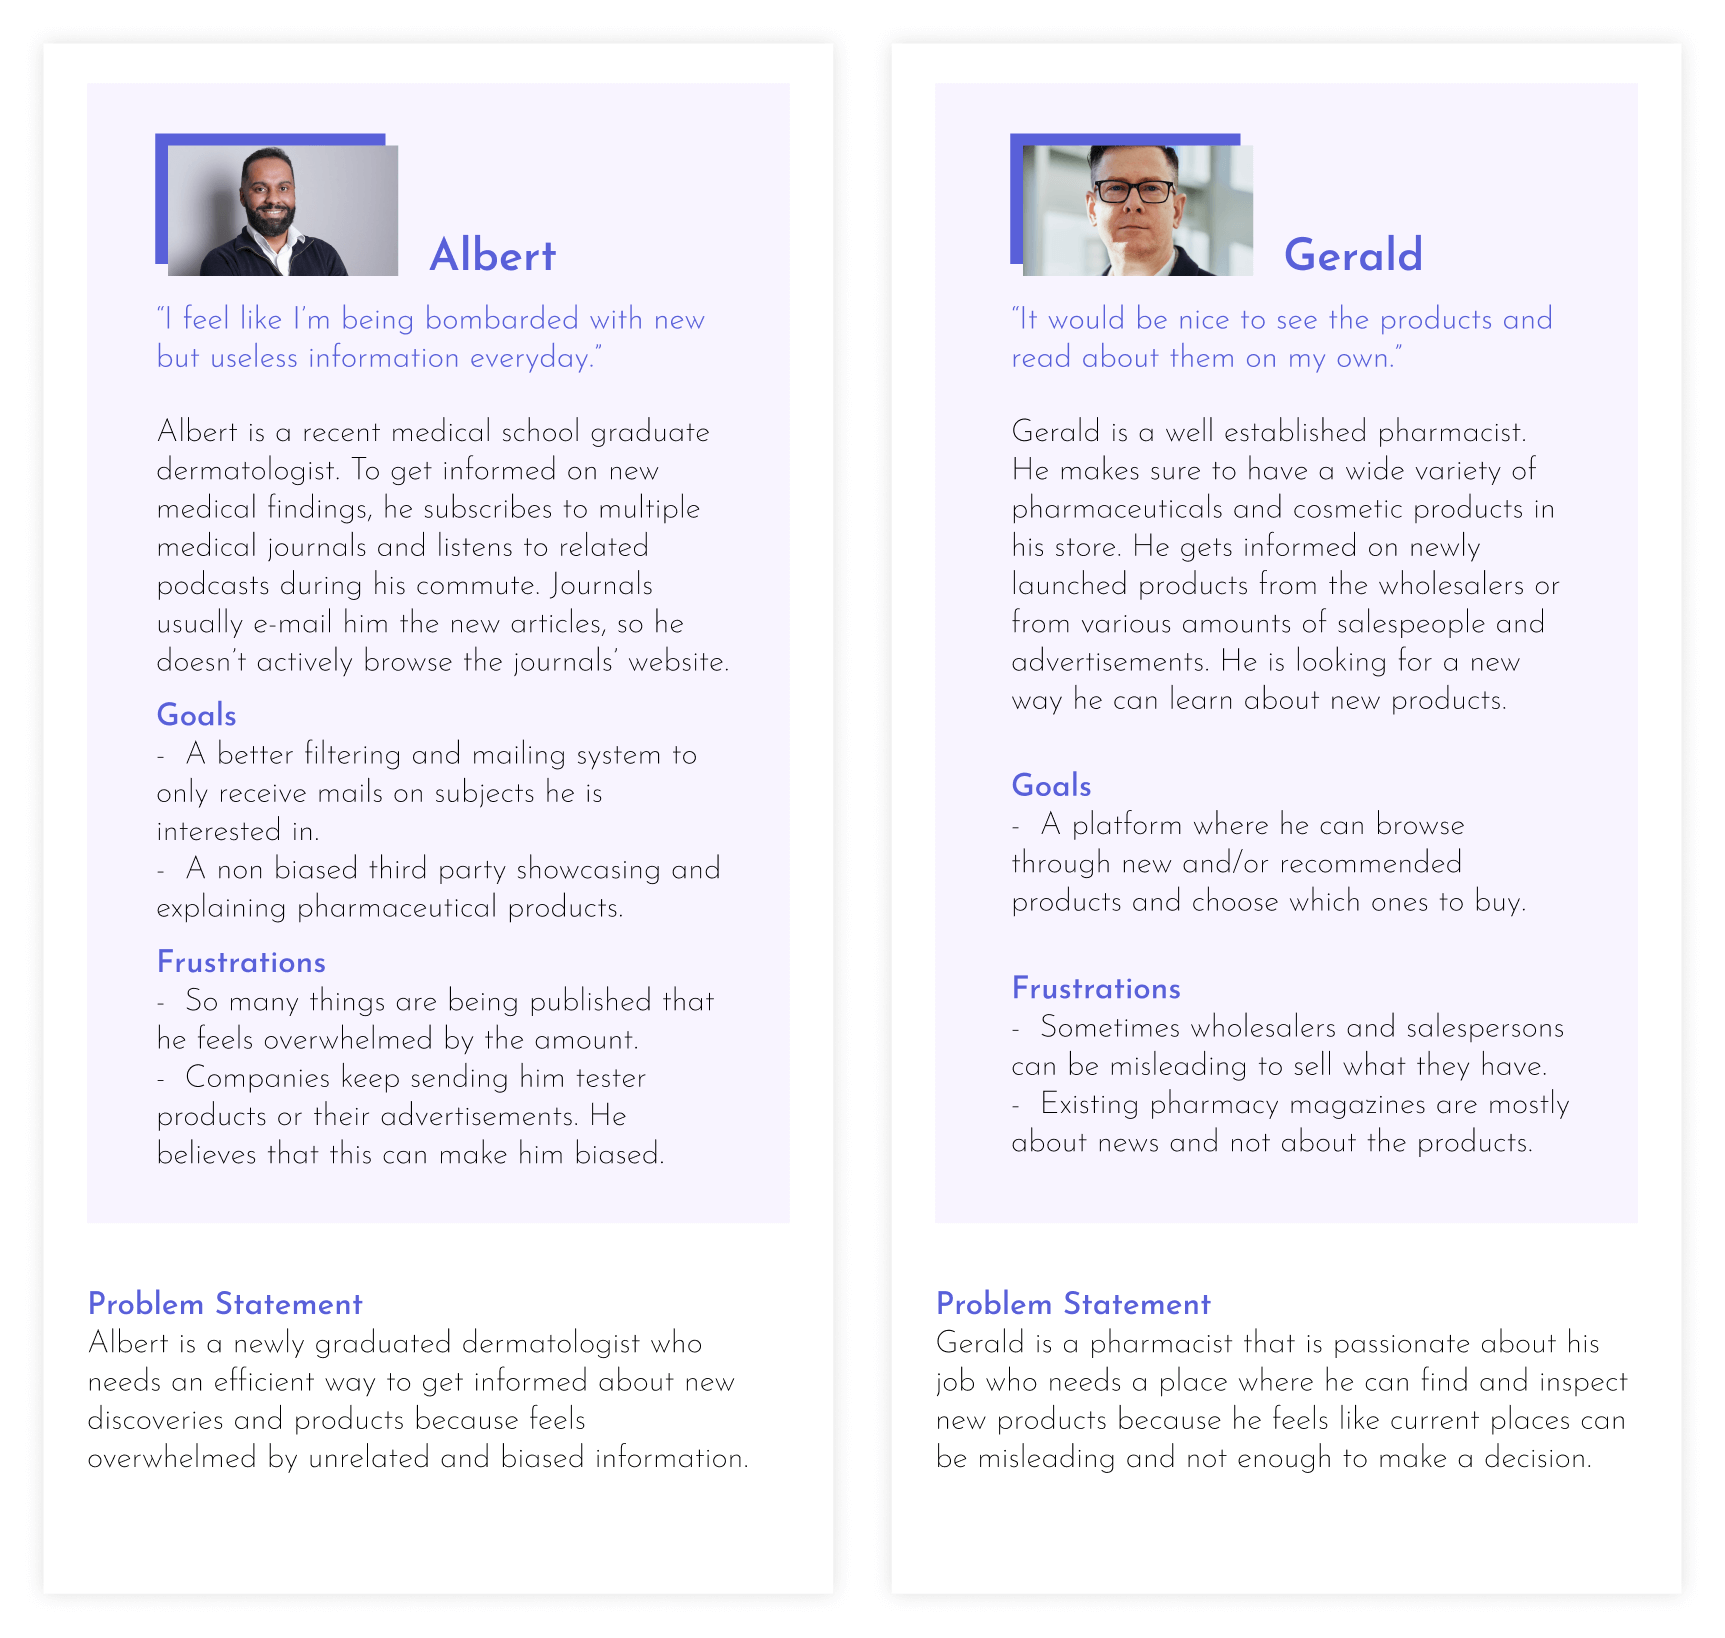 Albert
“I feel like I’m being bombarded with new
but useless information everyday.”
Albert is a recent medical school graduate
dermatologist. To get informed on new
medical findings, he subscribes to multiple
medical journals and listens to related
podcasts during his commute. Journals
usually e-mail him the new articles, so he
doesn’t actively browse the journals’ website.
Goals
- A better filtering and mailing system to
only receive mails on subjects he is
interested in.
- A non biased third party showcasing and
explaining pharmaceutical products.
Frustrations
- So many things are being published that
he feels overwhelmed by the amount.
- Companies keep sending him tester
products or their advertisements. He
believes that this can make him biased.
Problem Statement
Albert is a newly graduated dermatologist who
needs an efficient way to get informed about new
discoveries and products because feels
overwhelmed by unrelated and biased information.
Gerald
“It would be nice to see the products and
read about them on my own.”
Gerald is a well established pharmacist.
He makes sure to have a wide variety of
pharmaceuticals and cosmetic products in
his store. He gets informed on newly
launched products from the wholesalers or
from various amounts of salespeople and
advertisements. He is looking for a new
way he can learn about new products.
Goals
- A platform where he can browse
through new and/or recommended
products and choose which ones to buy.
Frustrations
- Sometimes wholesalers and salespersons
can be misleading to sell what they have.
- Existing pharmacy magazines are mostly
about news and not about the products.
Problem Statement
Gerald is a pharmacist that is passionate about his
job who needs a place where he can find and inspect
new products because he feels like current places can
be misleading and not enough to make a decision.